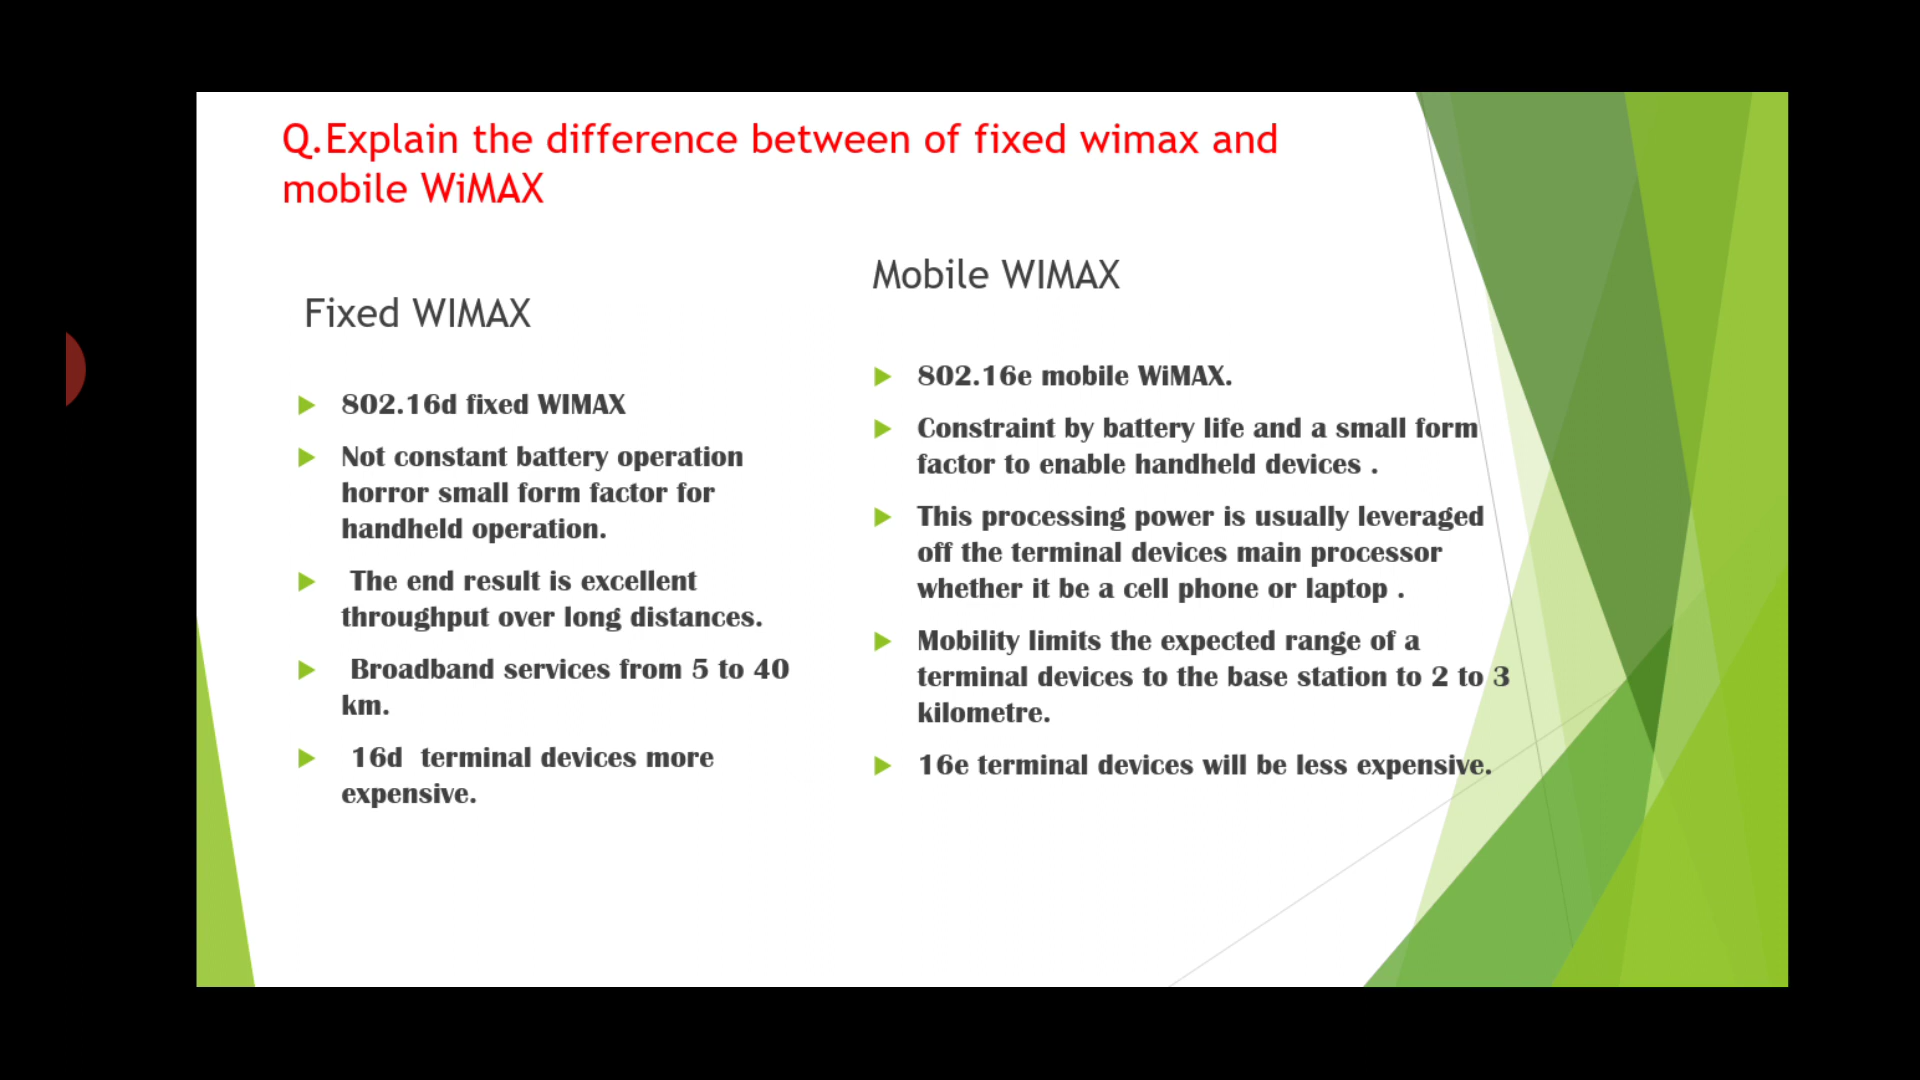 Q.Explain the difference between of fixed wimax and
mobile WiMAX
Fixed WIMAX
802.16d fixed WIMAX
Not constant battery operation
horror small form factor for
handheld operation.
The end result is excellent
throughput over long distances.
Broadband services from 5 to 40
km.
16d terminal devices more
expensive.
Mobile WIMAX
802.16e mobile WiMAX.
Constraint by battery life and a small form
factor to enable handheld devices .
This processing power is usually leveraged
off the terminal devices main processor
whether it be a cell phone or laptop .
Mobility limits the expected range of a
terminal devices to the base station to 2 to 3
kilometre.
16e terminal devices will be less expensive.